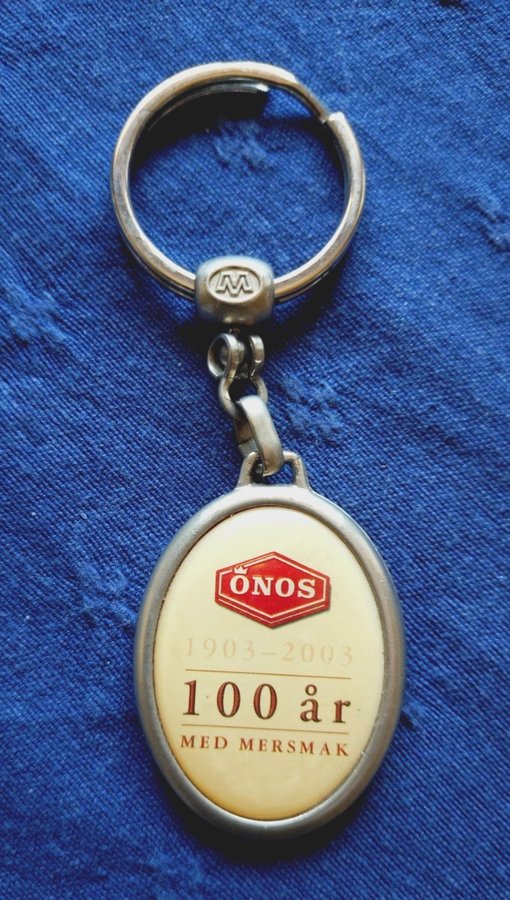 M
ÖNOS
1903–2003
100 år
MED MERSMAK